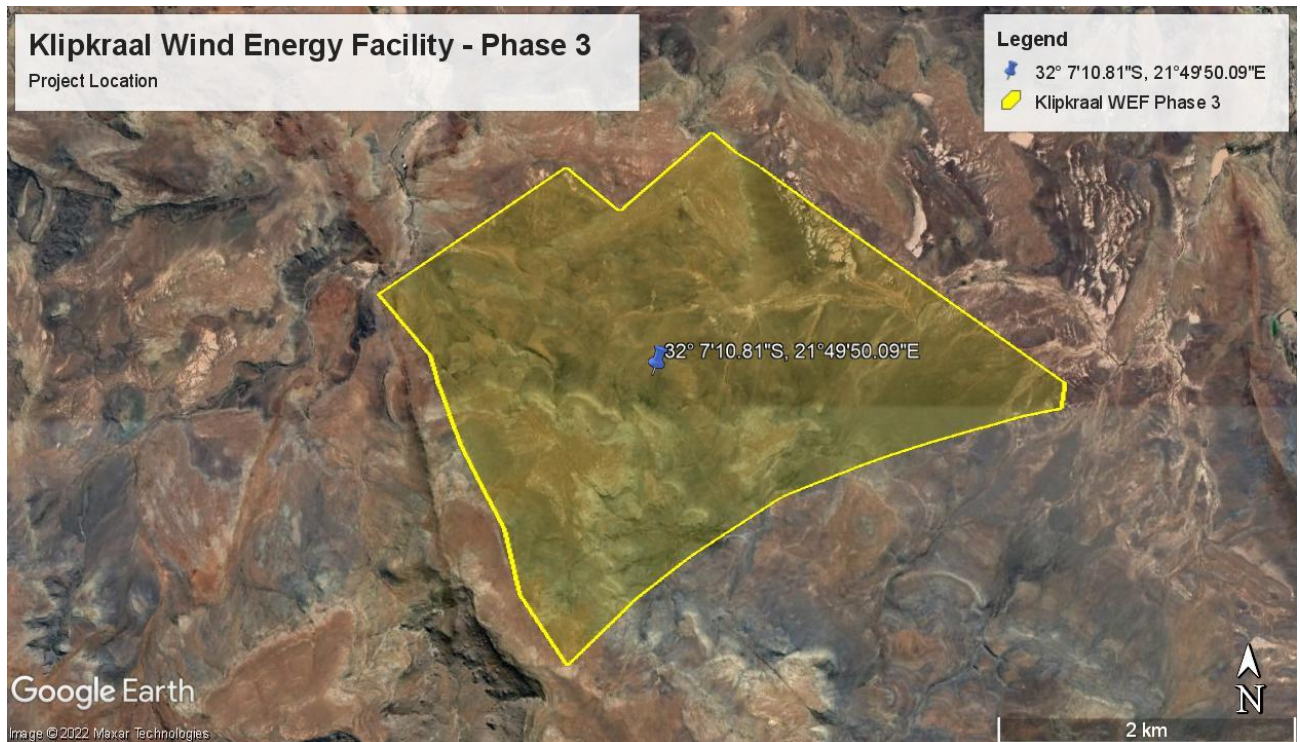 Klipkraal Wind Energy Facility - Phase 3
Project Location
Legend
32° 7'10.81"S, 21°49'50.09"E
Klipkraal WEF Phase 3
32° 7'10.81"S, 21°49'50.09"E
Google Earth
N
Image © 2022 Maxar Technologies
2 km